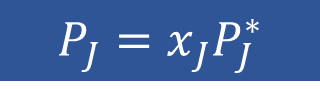 $P_J = x_J P_J^*$